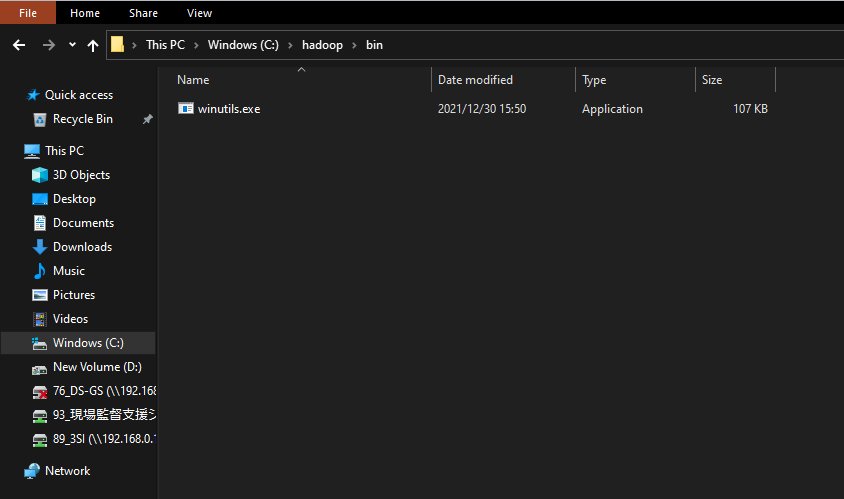 File Home Share View
This PC Windows (C:) hadoop bin
Name Date modified Type Size
winutils.exe 2021/12/30 15:50 Application 107 KB
Quick access
Recycle Bin
This PC
3D Objects
Desktop
Documents
Downloads
Music
Pictures
Videos
Windows (C:)
New Volume (D:)
76_DS-GS (\\192.168
93_現場監督支援シ
89_3SI (\\192.168.0.1
Network